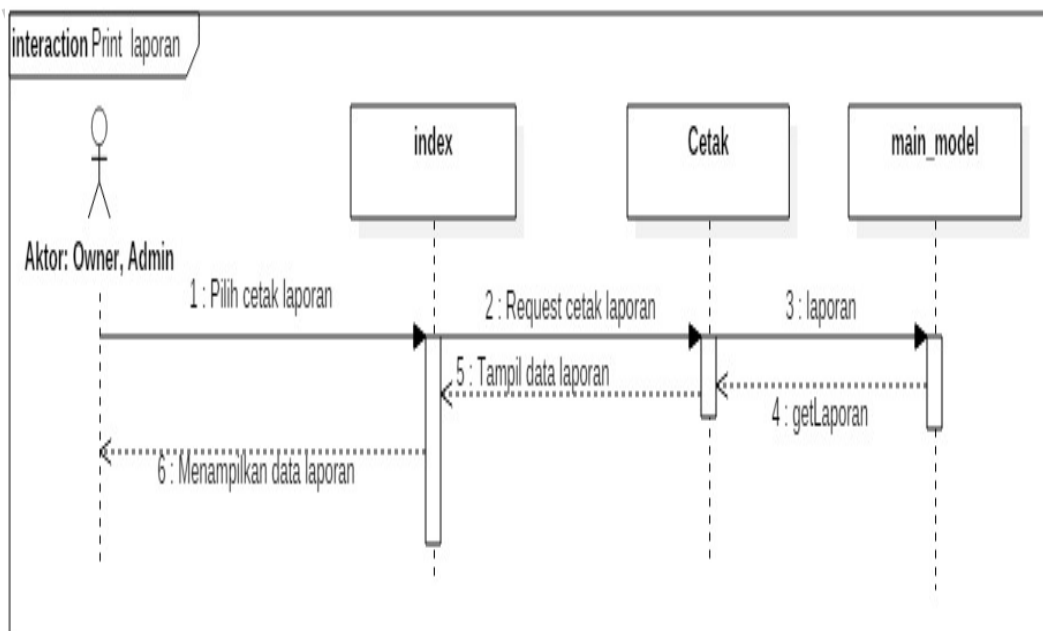 interaction Print laporan
index
Cetak
main_model
Aktor: Owner, Admin
1 : Pilih cetak laporan
2 : Request cetak laporan
3 : laporan
5 : Tampil data laporan
4 : getLaporan
6 : Menampilkan data laporan